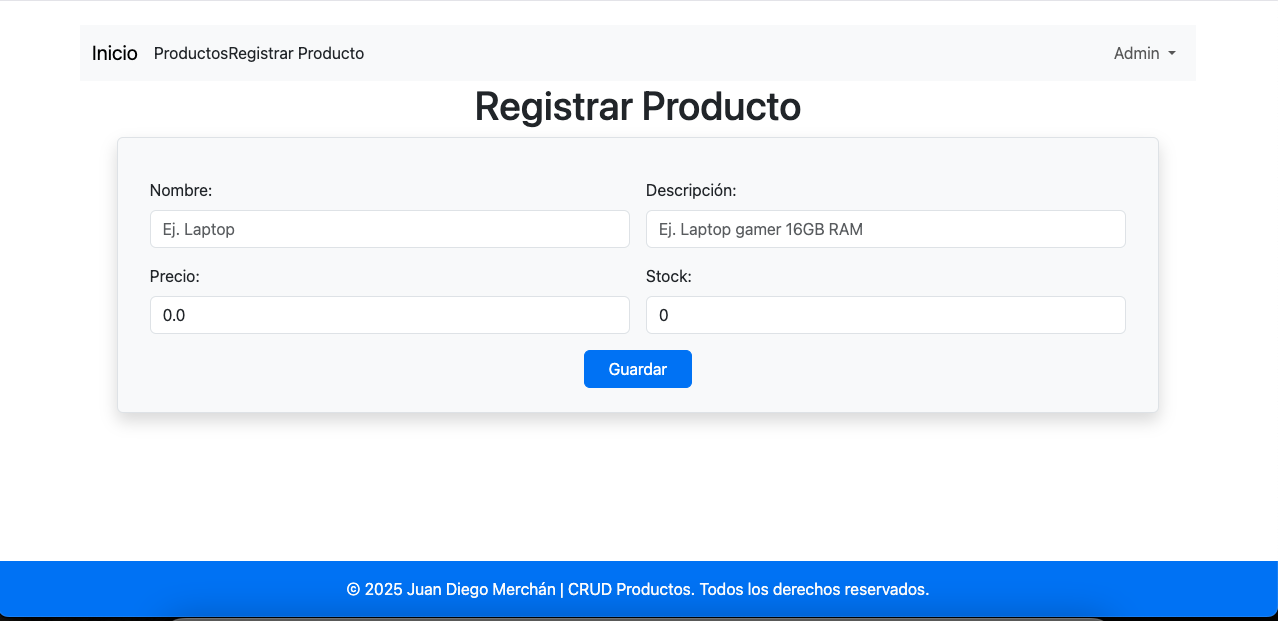 Inicio ProductosRegistrar Producto Admin
Registrar Producto
Nombre: Descripción:
Ej. Laptop Ej. Laptop gamer 16GB RAM
Precio: Stock:
0.0 0
Guardar
© 2025 Juan Diego Merchán | CRUD Productos. Todos los derechos reservados.